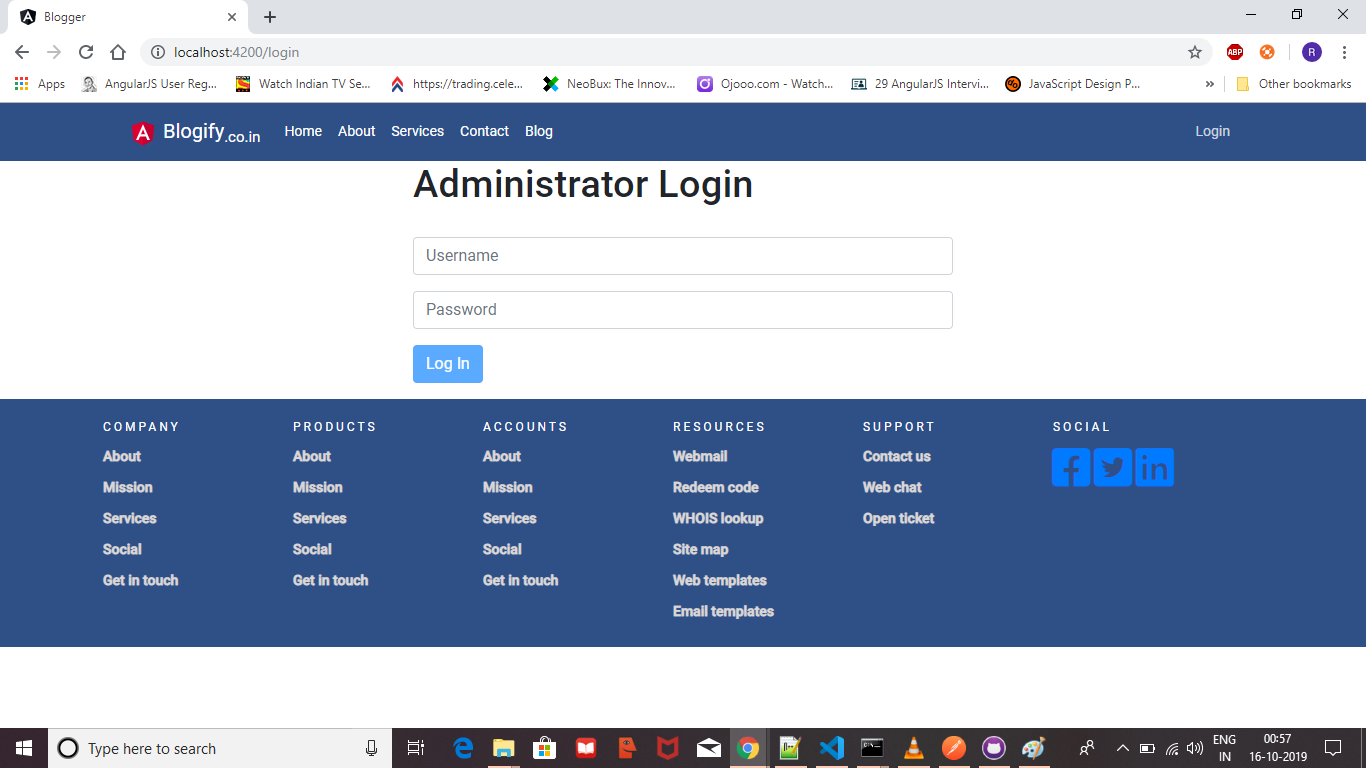 Blogger
localhost:4200/login
ABP
R
Apps
AngularJS User Reg...
Watch Indian TV Se...
https://trading.cele...
NeoBux: The Innov...
Ojooo.com - Watch...
29 AngularJS Intervi...
JavaScript Design P...
»
Other bookmarks
A Blogify.co.in Home About Services Contact Blog Login
Administrator Login
Username
Password
Log In
COMPANY PRODUCTS ACCOUNTS RESOURCES SUPPORT SOCIAL
About About About Webmail Contact us
Mission Mission Mission Redeem code Web chat
Services Services Services WHOIS lookup Open ticket
Social Social Social Site map
Get in touch Get in touch Get in touch Web templates
Email templates
Type here to search
ENG 00:57
IN 16-10-2019